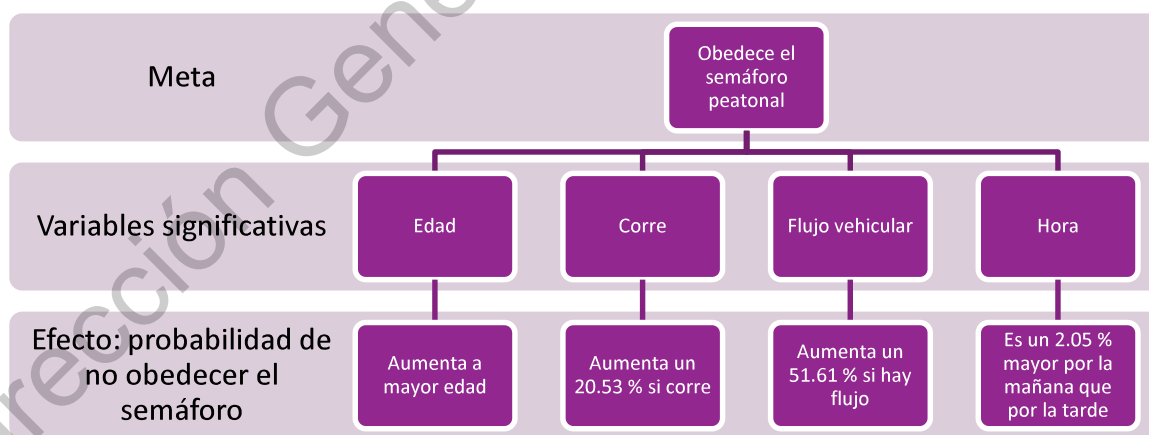 Meta
Obedece el
semáforo
peatonal
Variables significativas
Edad
Corre
Flujo vehicular
Hora
Efecto: probabilidad de
no obedecer el
semáforo
Aumenta a
mayor edad
Aumenta un
20.53 % si corre
Aumenta un
51.61 % si hay
flujo
Es un 2.05 %
mayor por la
mañana que
por la tarde